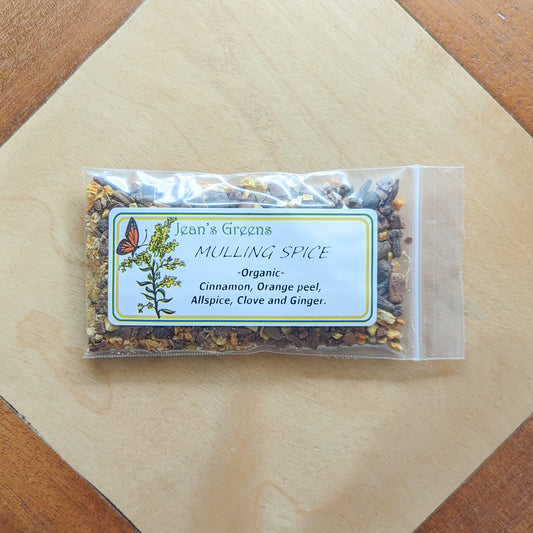 Jean's Greens
MULLING SPICE
-Organic-
Cinnamon, Orange peel,
Allspice, Clove and Ginger.